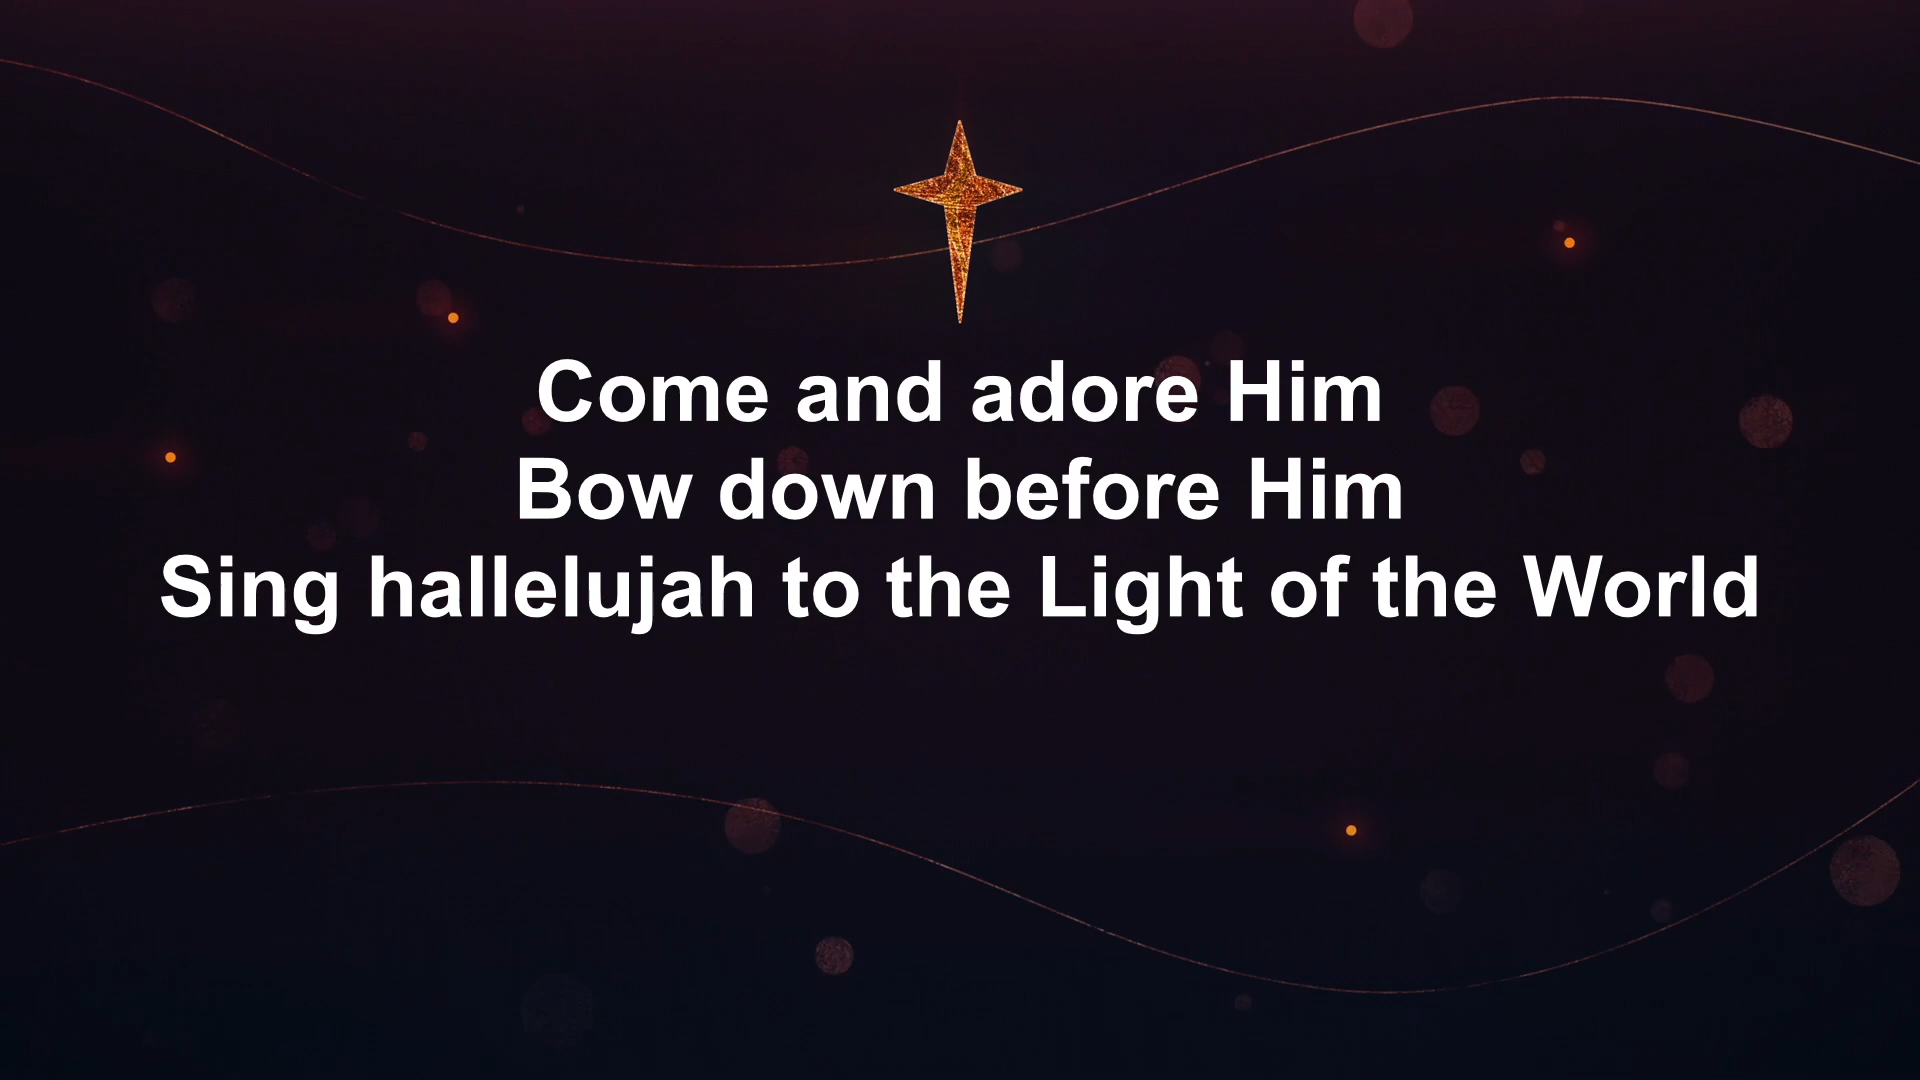 Come and adore Him
Bow down before Him
Sing hallelujah to the Light of the World